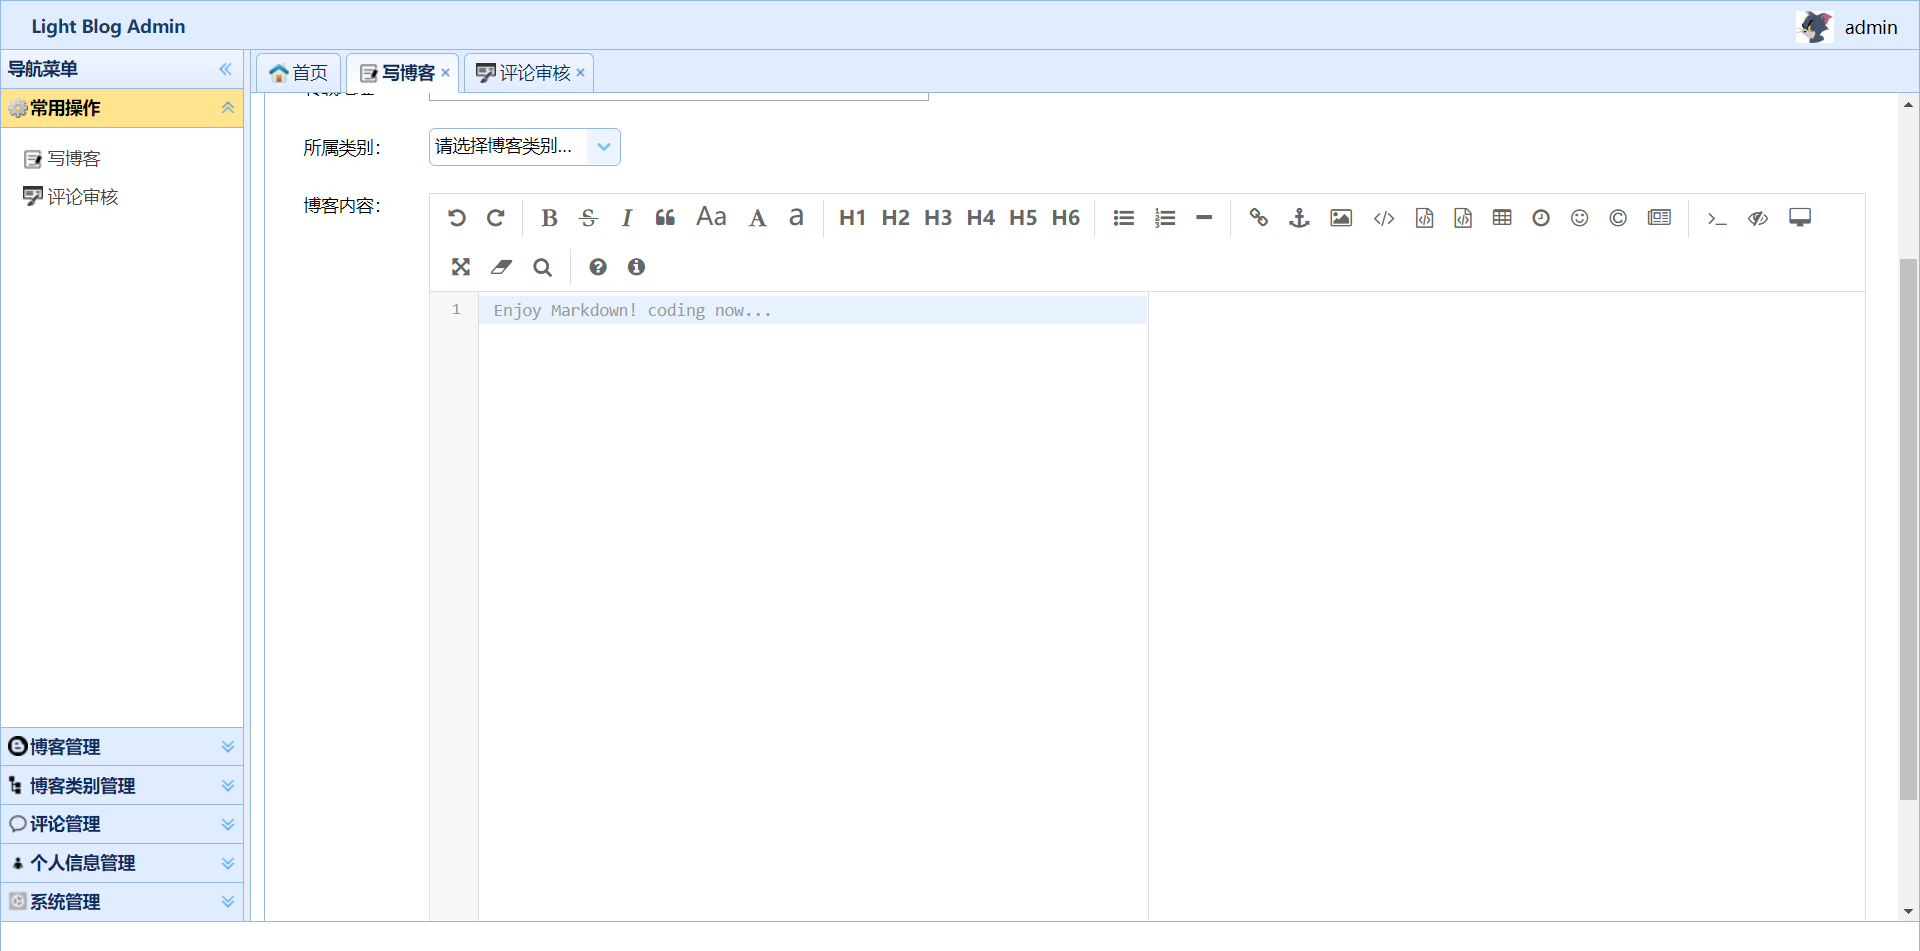 Light Blog Admin
admin
导航菜单
首页
写博客
评论审核
常用操作
写博客
评论审核
所属类别：
请选择博客类别...
博客内容：
B S I Aa A a H1 H2 H3 H4 H5 H6
1
Enjoy Markdown! coding now...
博客管理
博客类别管理
评论管理
个人信息管理
系统管理